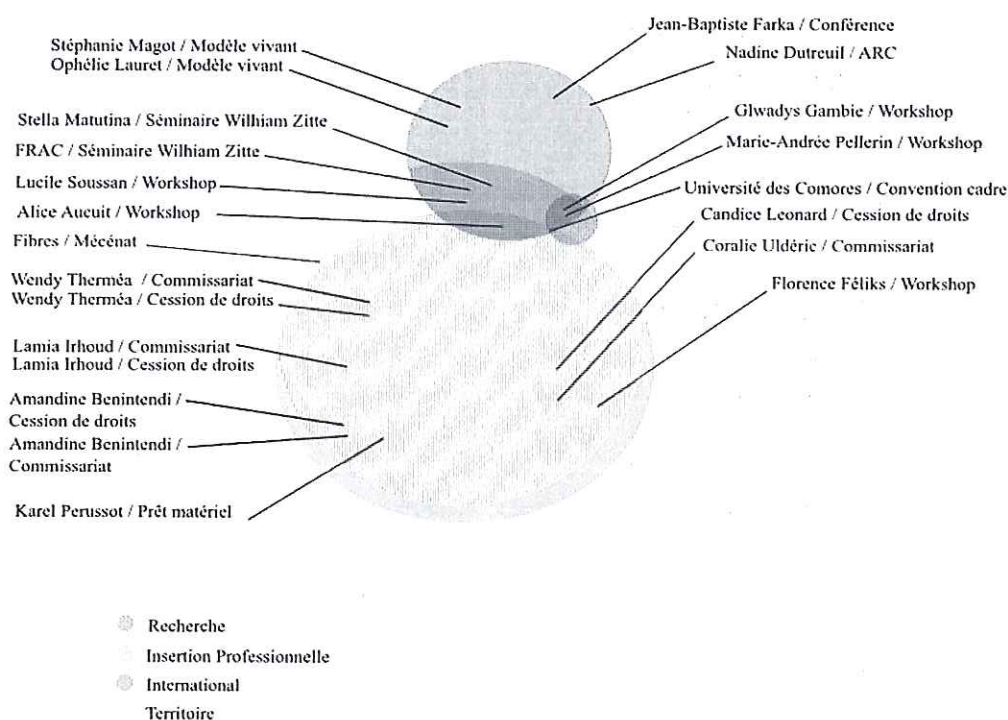 Stéphanie Magot / Modèle vivant
Ophélie Lauret / Modèle vivant
Stella Matutina / Séminaire Wilhiam Zitte
FRAC / Séminaire Wilhiam Zitte
Lucile Soussan / Workshop
Alice Aucuit / Workshop
Fibres / Mécénat
Wendy Therméa / Commissariat
Wendy Therméa / Cession de droits
Lamia Irhoud / Commissariat
Lamia Irhoud / Cession de droits
Amandine Benintendi /
Cession de droits
Amandine Benintendi /
Commissariat
Karel Perussot / Prêt matériel
Jean-Baptiste Farka / Conférence
Nadine Dutreuil / ARC
Glwadys Gambie / Workshop
Marie-Andrée Pellerin / Workshop
Université des Comores / Convention cadre
Candice Leonard / Cession de droits
Coralie Uldéric / Commissariat
Florence Féliks / Workshop
Recherche
Insertion Professionnelle
International
Territoire